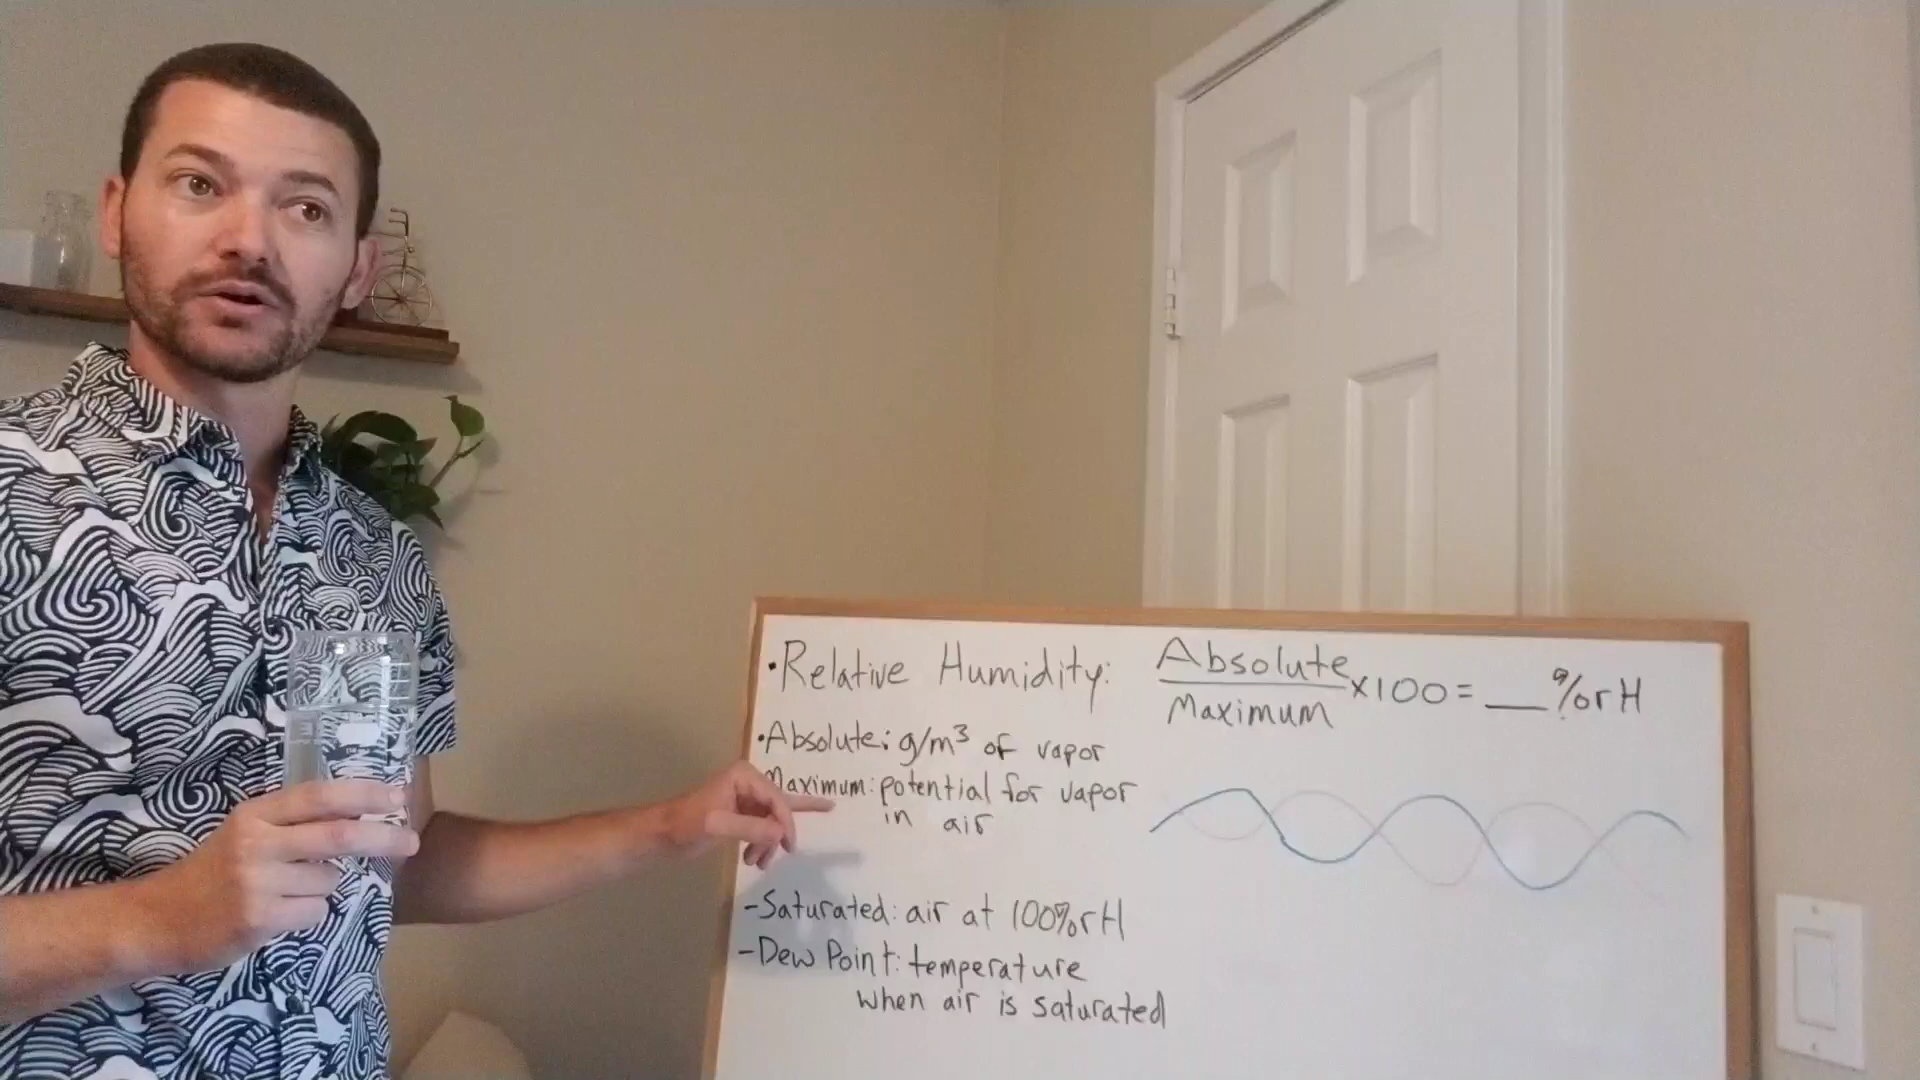 •Relative Humidity: Absolute/Maximum x100 = __ %rH
•Absolute: g/m³ of vapor
Maximum: potential for vapor
in air
-Saturated: air at 100%rH
-Dew Point: temperature
when air is saturated